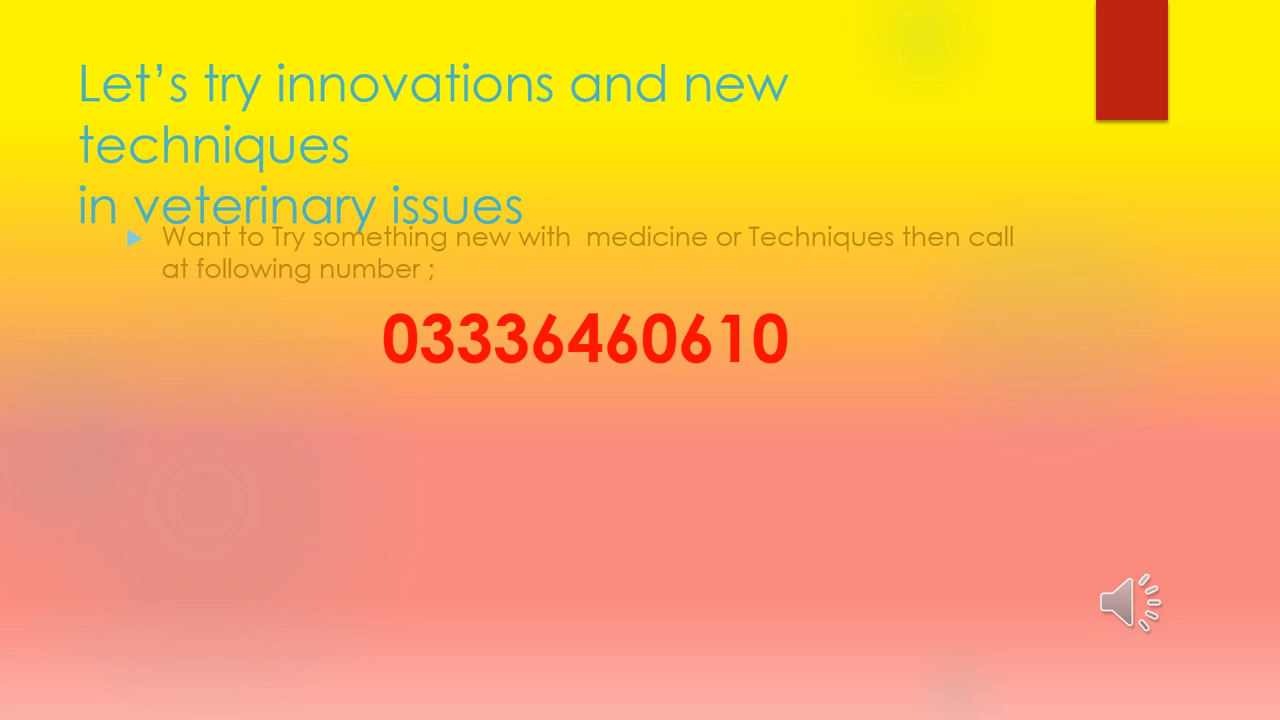 Let’s try innovations and new
techniques
in veterinary issues
Want to Try something new with  medicine or Techniques then call
at following number ;
03336460610